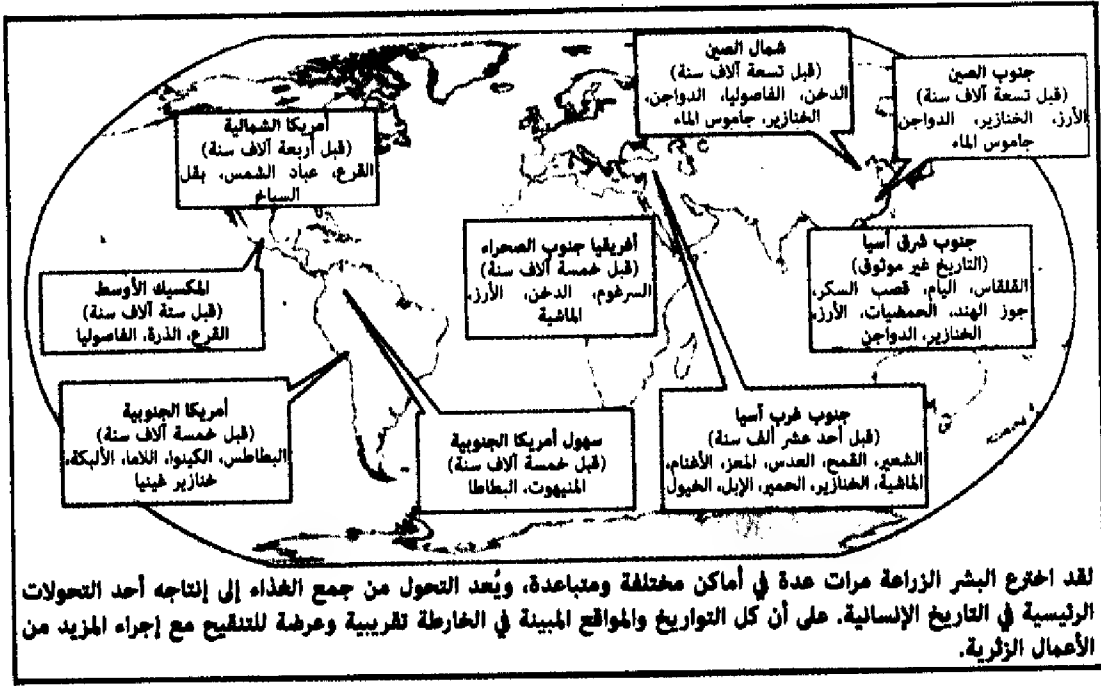 شمال الصين
(قبل تسعة آلاف سنة)
الدخن، الفاصوليا، الدواجن،
الخنازير، جاموس الماء
جنوب الصين
(قبل تسعة آلاف سنة)
الأرز، الخنازير، الدواجن
جاموس الماء
أمريكا الشمالية
(قبل أربعة آلاف سنة)
القرع، عباد الشمس، بقل
السباخ
أفريقيا جنوب الصحراء
(قبل خمسة آلاف سنة)
السرغوم، الدخن، الأرز،
الماشية
جنوب شرق آسيا
(التاريخ غير موثوق)
القلقاس، اليام، قصب السكر،
جوز الهند، الحمضيات، الأرز،
الخنازير، الدواجن
المكسيك الأوسط
(قبل ستة آلاف سنة)
القرع، الذرة، الفاصوليا
أمريكا الجنوبية
(قبل خمسة آلاف سنة)
البطاطس، الكينوا، اللاما، الألبكة،
خنازير غينيا
سهول أمريكا الجنوبية
(قبل خمسة آلاف سنة)
المنيهوت، البطاطا
جنوب غرب آسيا
(قبل أحد عشر ألف سنة)
الشعير، القمح، العدس، المعز، الأغنام،
الماشية، الخنازير، الحمير، الإبل، الخيول
لقد اخترع البشر الزراعة مرات عدة في أماكن مختلفة ومتباعدة، ويُعد التحول من جمع الغذاء إلى إنتاجه أحد التحولات
الرئيسية في التاريخ الإنسانية. على أن كل التواريخ والمواقع المبينة في الخارطة تقريبية وعرضة للتنقيح مع إجراء المزيد من
الأعمال الزثرية.